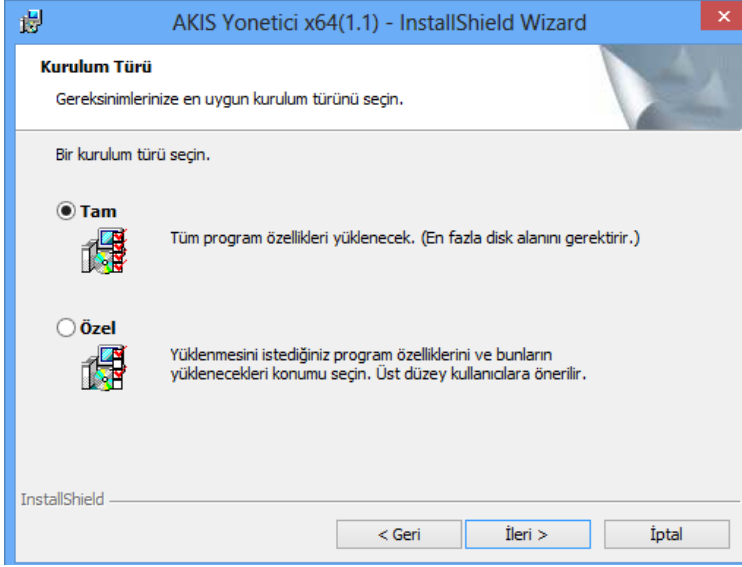 AKIS Yonetici x64(1.1) - InstallShield Wizard
Kurulum Türü
Gereksinimlerinize en uygun kurulum türünü seçin.
Bir kurulum türü seçin.
Tam
Tüm program özellikleri yüklenecek. (En fazla disk alanını gerektirir.)
Özel
Yüklenmesini istediğiniz program özelliklerini ve bunların
yüklenecekleri konumu seçin. Üst düzey kullanıcılara önerilir.
InstallShield
< Geri İleri > İptal